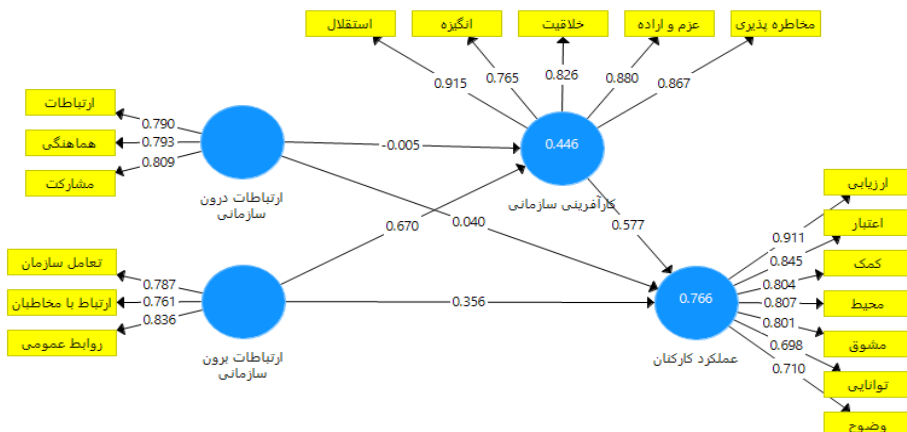 استقلال
انگیزه
خلاقیت
عزم و اراده
مخاطره پذیری
0.915
0.765
0.826
0.880
0.867
ارتباطات
هماهنگی
مشارکت
0.790
0.793
0.809
ارتباطات درون
سازمانی
-0.005
0.446
کارآفرینی سازمانی
0.670
0.040
0.577
تعامل سازمان
ارتباط با مخاطبان
روابط عمومی
0.787
0.761
0.836
ارتباطات برون
سازمانی
0.356
0.766
عملکرد کارکنان
0.911
0.845
0.804
0.807
0.801
0.698
0.710
ارزیابی
اعتبار
کمک
محیط
مشوق
توانایی
وضوح